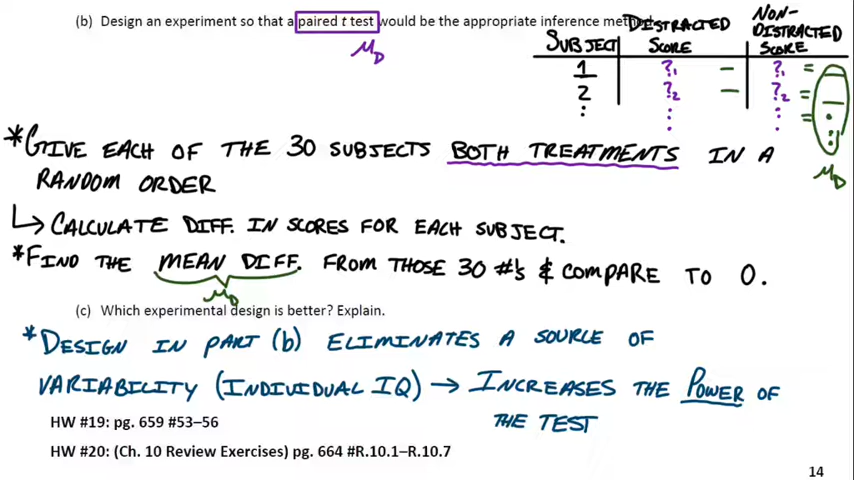 (b) Design an experiment so that a paired t test would be the appropriate inference method.
μD
SUBJECT DISTRACTED SCORE NON-DISTRACTED SCORE
1 ?₁ – ?₁ =
2 ?₂ – ?₂ =
⋮ ⋮ ⋮ =
μD
*GIVE EACH OF THE 30 SUBJECTS BOTH TREATMENTS IN A
RANDOM ORDER
↳ CALCULATE DIFF. IN SCORES FOR EACH SUBJECT.
*FIND THE MEAN DIFF. FROM THOSE 30 #'s & COMPARE TO 0.
μD
(c) Which experimental design is better? Explain.
*DESIGN IN PART (b) ELIMINATES A SOURCE OF
VARIABILITY (INDIVIDUAL IQ) → INCREASES THE POWER OF
THE TEST
HW #19: pg. 659 #53–56
HW #20: (Ch. 10 Review Exercises) pg. 664 #R.10.1–R.10.7
14